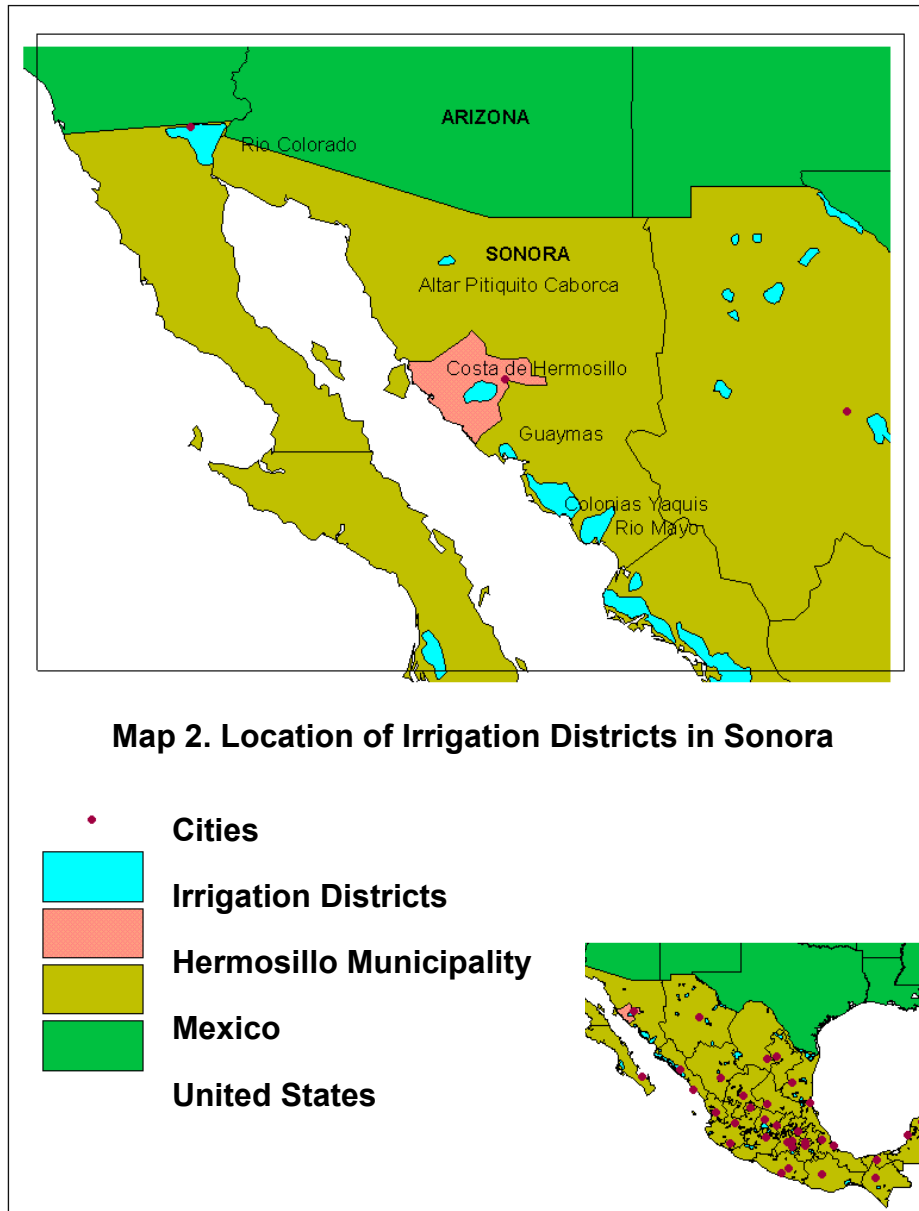 ARIZONA
Rio Colorado
SONORA
Altar Pitiquito Caborca
Costa de Hermosillo
Guaymas
Colonias Yaquis
Rio Mayo
Map 2. Location of Irrigation Districts in Sonora
Cities
Irrigation Districts
Hermosillo Municipality
Mexico
United States